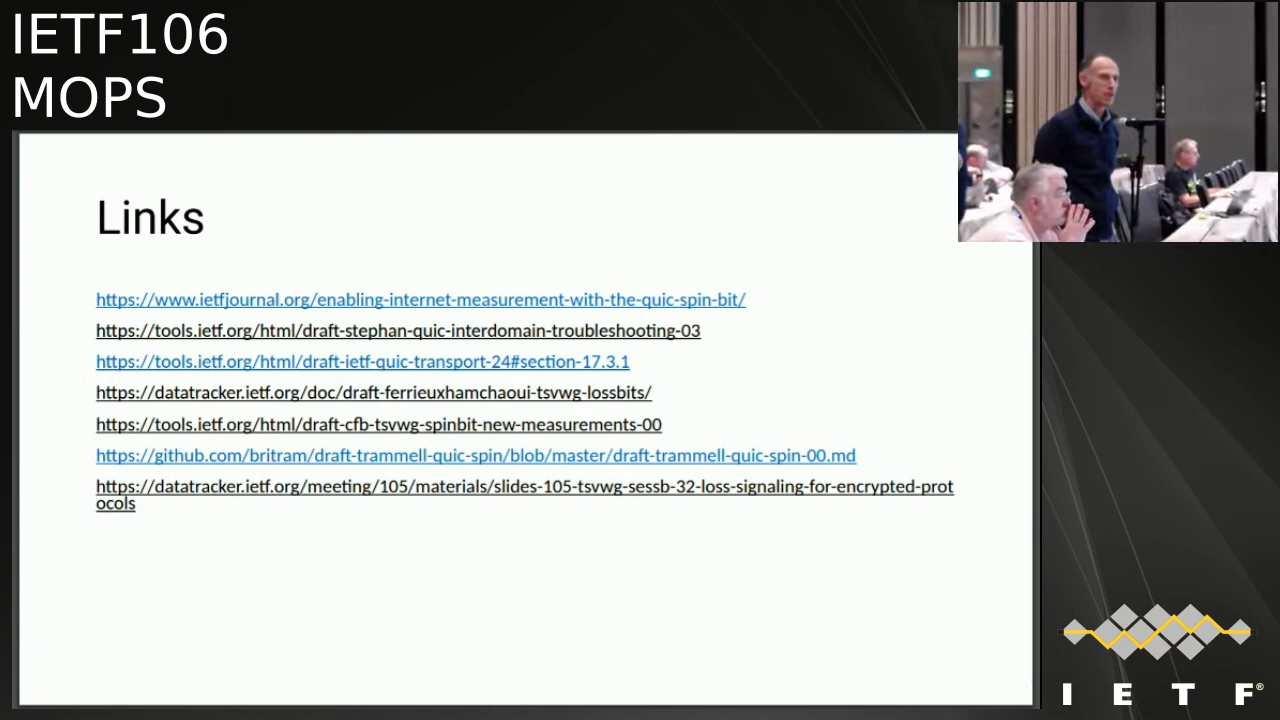 IETF106
MOPS
Links
https://www.ietfjournal.org/enabling-internet-measurement-with-the-quic-spin-bit/
https://tools.ietf.org/html/draft-stephan-quic-interdomain-troubleshooting-03
https://tools.ietf.org/html/draft-ietf-quic-transport-24#section-17.3.1
https://datatracker.ietf.org/doc/draft-ferrieuxhamchaoui-tsvwg-lossbits/
https://tools.ietf.org/html/draft-cfb-tsvwg-spinbit-new-measurements-00
https://github.com/britram/draft-trammell-quic-spin/blob/master/draft-trammell-quic-spin-00.md
https://datatracker.ietf.org/meeting/105/materials/slides-105-tsvwg-sessb-32-loss-signaling-for-encrypted-prot
ocols
I E T F®